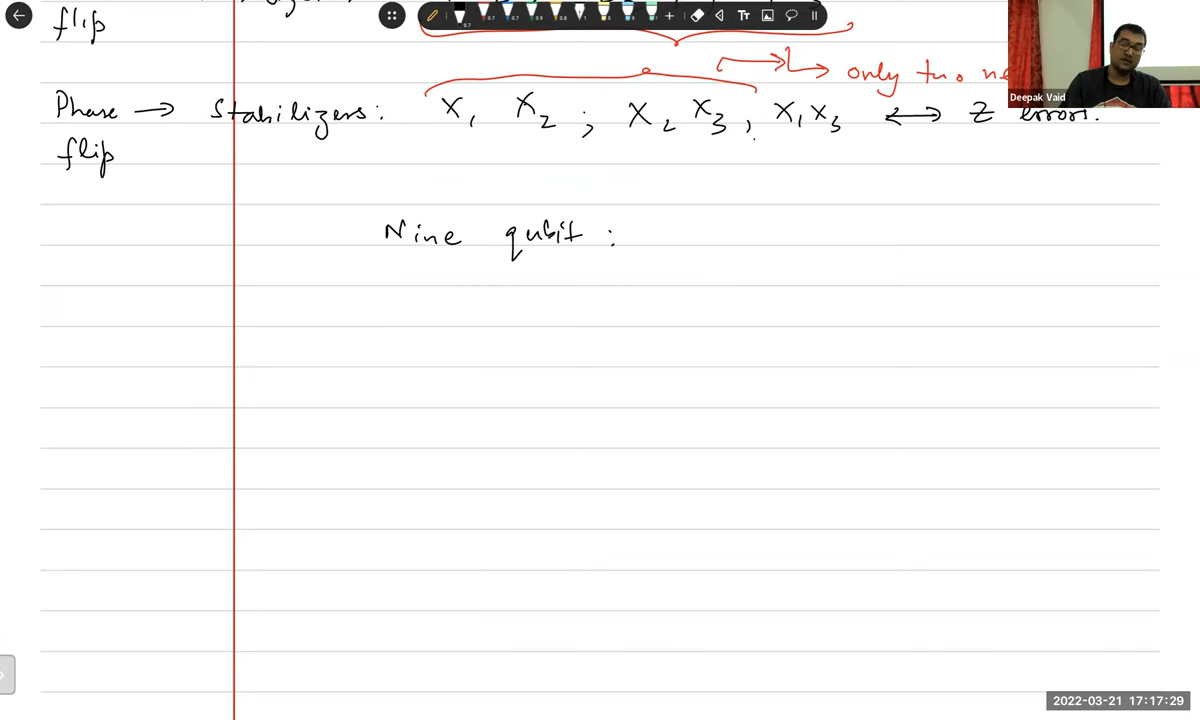 flip
only two
Deepak Vaid
Phase → Stabilizers: X₁ X₂ ; X₂ X₃ , X₁ X₃ ↔ Z errors.
flip
Nine qubit :
2022-03-21 17:17:29